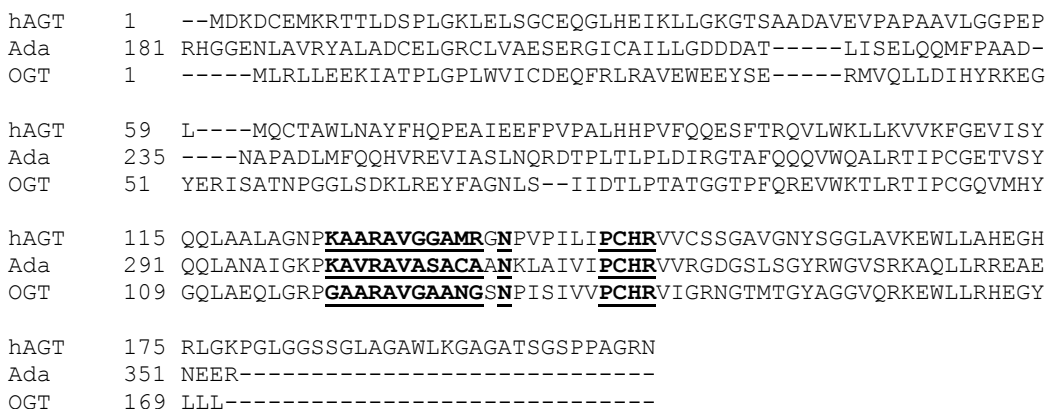 hAGT 1 --MDKDCEMKRTTLDSPLGKLELSGCEQGLHEIKLLGKGTSAADAVEVPAPAAVLGGPEP
Ada 181 RHGGENLAVRYALADCELGRCLVAESERGICAILLGDDDAT-----LISELQQMFPAAD-
OGT 1 -----MLRLLEEKIATPLGPLWVICDEQFRLRAVEWEEYSE-----RMVQLLDIHYRKEG
hAGT 59 L----MQCTAWLNAYFHQPEAIEEFPVPALHHPVFQQESFTRQVLWKLLKVVKFGEVISY
Ada 235 ----NAPADLMFQQHVREVIASLNQRDTPLTLPLDIRGTAFQQQVWQALRTIPCGETVSY
OGT 51 YERISATNPGGLSDKLREYFAGNLS--IIDTLPTATGGTPFQREVWKTLRTIPCGQVMHY
hAGT 115 QQLAALAGNPKAARAVGGAMRGNPVPILIPCHRVVCSSGAVGNYSGGLAVKEWLLAHEGH
Ada 291 QQLANAIGKPKAVRAVASACAANKLAIVIPCHRVVRGDGSLSGYRWGVSRKAQLLRREAE
OGT 109 GQLAEQLGRPGAARAVGAANGSNPISIVVPCHRVIGRNGTMTGYAGGVQRKEWLLRHEGY
hAGT 175 RLGKPGLGGSSGLAGAWLKGAGATSGSPPAGRN
Ada 351 NEER-----------------------------
OGT 169 LLL------------------------------